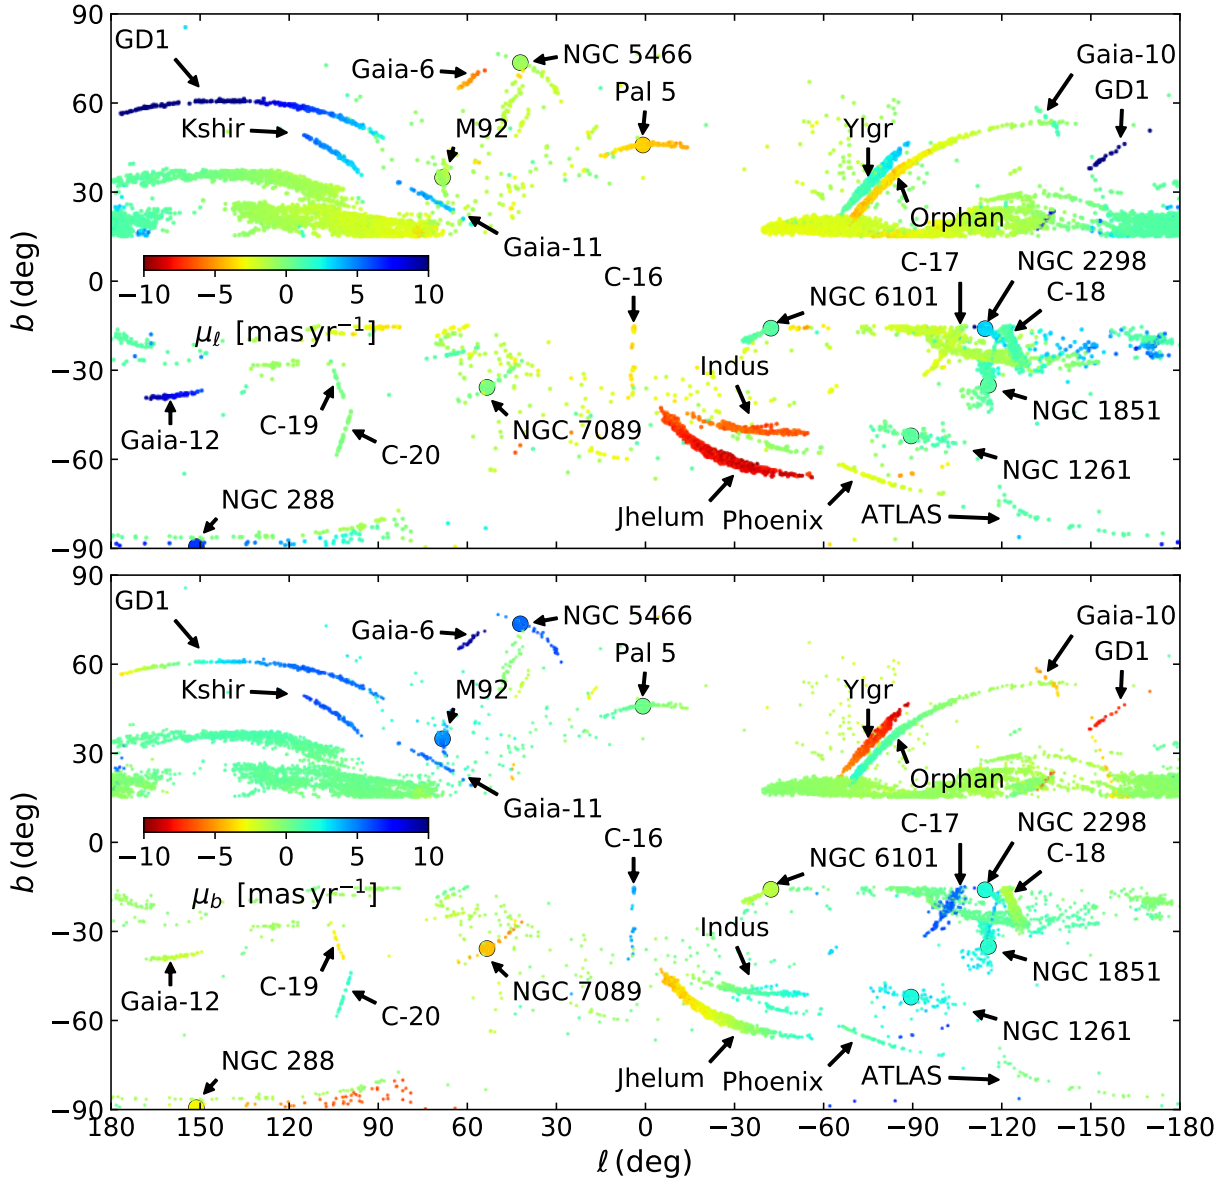 90
GD1
NGC 5466
Gaia-10
Gaia-6
Pal 5
GD1
60
Kshir
M92
Ylgr
30
Gaia-11
Orphan
b (deg)
0
−10 −5 0 5 10
μℓ [mas yr⁻¹]
C-16
C-17
NGC 2298
NGC 6101
C-18
−30
Indus
Gaia-12
C-19
C-20
NGC 7089
NGC 1851
−60
NGC 1261
NGC 288
Jhelum
Phoenix
ATLAS
−90
90
GD1
NGC 5466
Gaia-10
Gaia-6
Pal 5
GD1
60
Kshir
M92
Ylgr
30
Gaia-11
Orphan
b (deg)
0
−10 −5 0 5 10
μb [mas yr⁻¹]
C-16
C-17
NGC 2298
NGC 6101
C-18
−30
Indus
Gaia-12
C-19
C-20
NGC 7089
NGC 1851
−60
NGC 1261
NGC 288
Jhelum
Phoenix
ATLAS
−90
180 150 120 90 60 30 0 −30 −60 −90 −120 −150 −180
ℓ (deg)